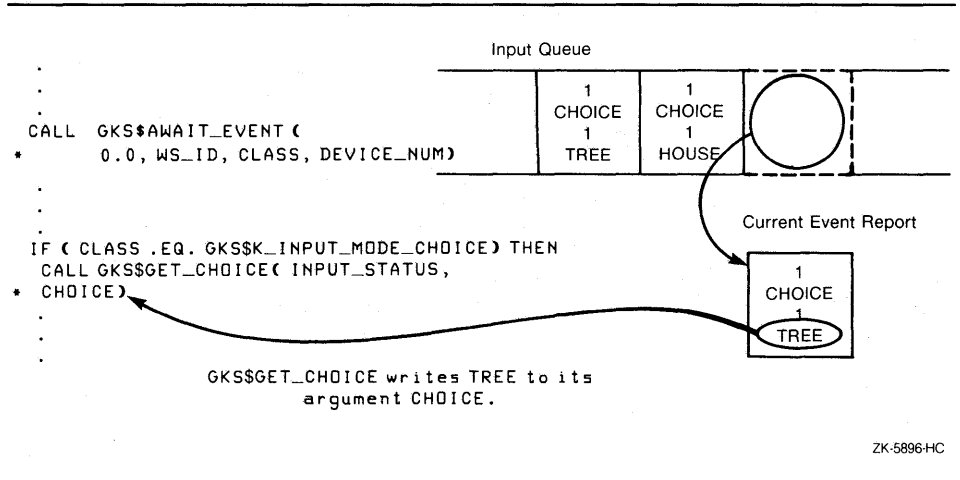 Input Queue
.
.
.
CALL GKS$AWAIT_EVENT (
* 0.0, WS_ID, CLASS, DEVICE_NUM)
1
CHOICE
1
TREE
1
CHOICE
1
HOUSE
.
.
.
Current Event Report
IF ( CLASS .EQ. GKS$K_INPUT_MODE_CHOICE) THEN
CALL GKS$GET_CHOICE( INPUT_STATUS,
* CHOICE)
1
CHOICE
1
TREE
.
.
.
GKS$GET_CHOICE writes TREE to its
argument CHOICE.
ZK-5896-HC